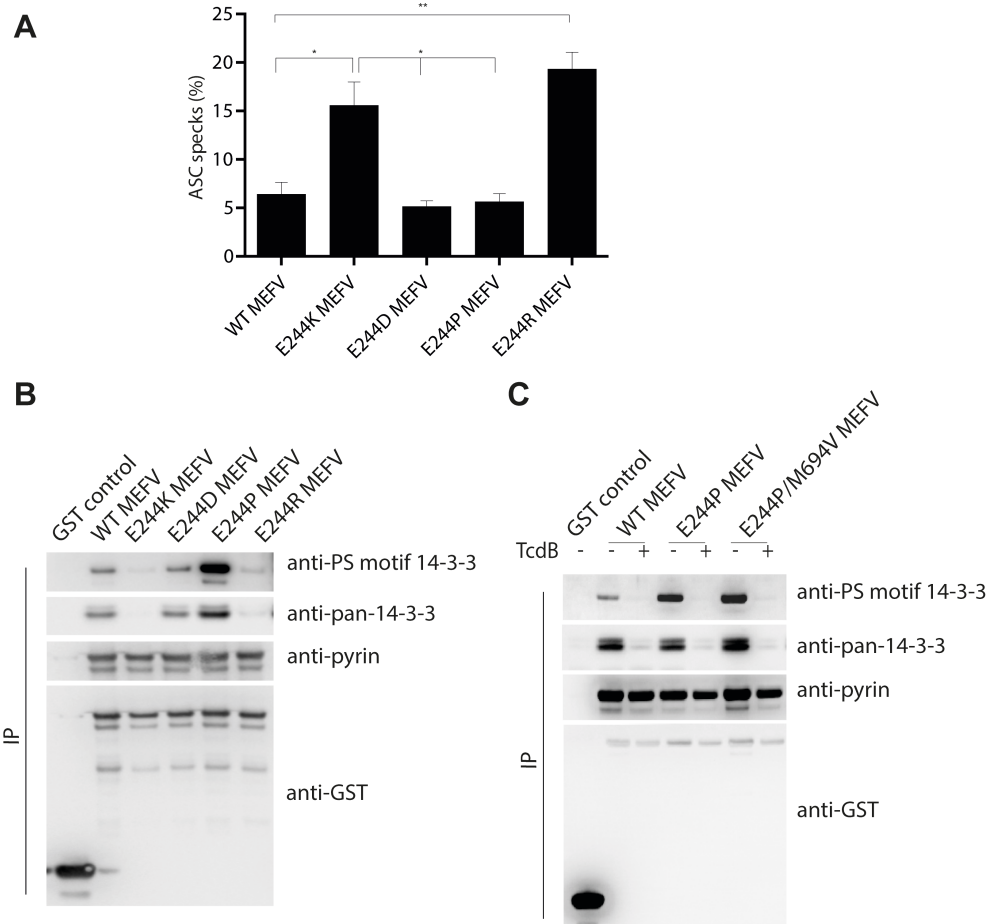 A
ASC specks (%)
25
20
15
10
5
0
**
*
*
WT MEFV
E244K MEFV
E244D MEFV
E244P MEFV
E244R MEFV
B
GST control
WT MEFV
E244K MEFV
E244D MEFV
E244P MEFV
E244R MEFV
anti-PS motif 14-3-3
anti-pan-14-3-3
anti-pyrin
anti-GST
IP
C
GST control
WT MEFV
E244P MEFV
E244P/M694V MEFV
TcdB - - + - + - +
anti-PS motif 14-3-3
anti-pan-14-3-3
anti-pyrin
anti-GST
IP